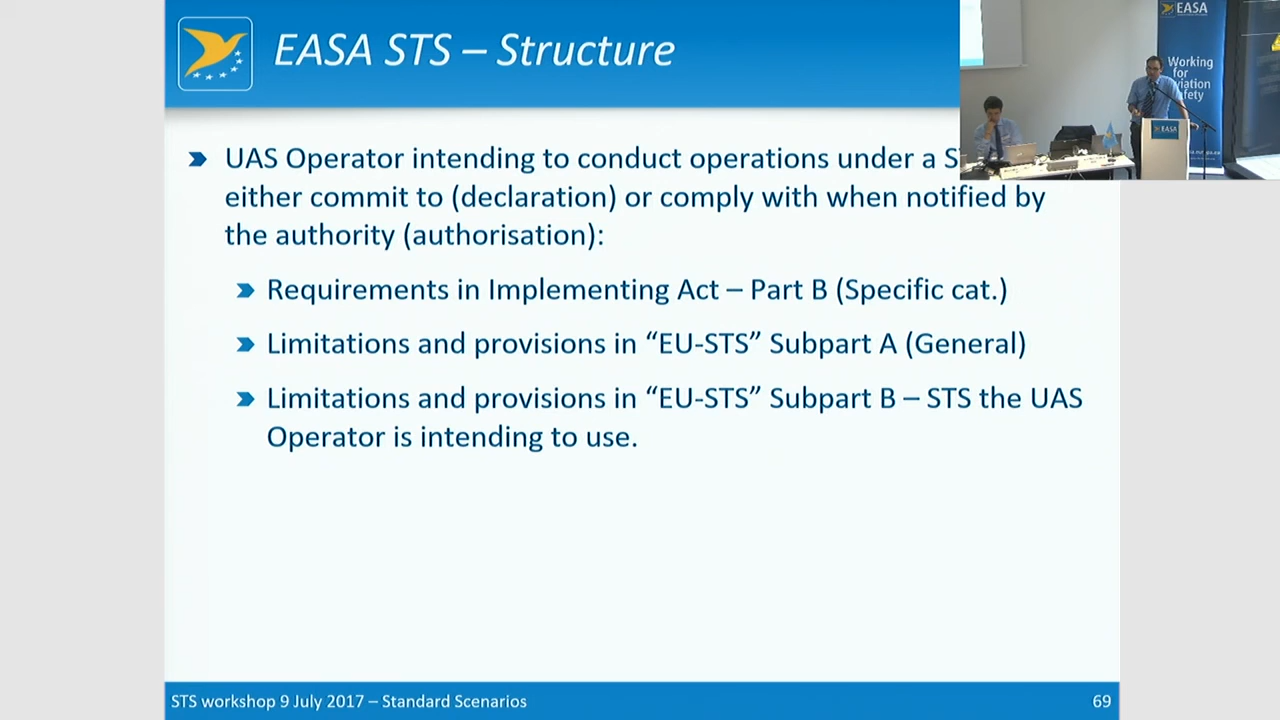 EASA STS – Structure
EASA
Working
for
aviation
safety
EASA
UAS Operator intending to conduct operations under a
either commit to (declaration) or comply with when notified by
the authority (authorisation):
Requirements in Implementing Act – Part B (Specific cat.)
Limitations and provisions in “EU-STS” Subpart A (General)
Limitations and provisions in “EU-STS” Subpart B – STS the UAS
Operator is intending to use.
STS workshop 9 July 2017 – Standard Scenarios
69